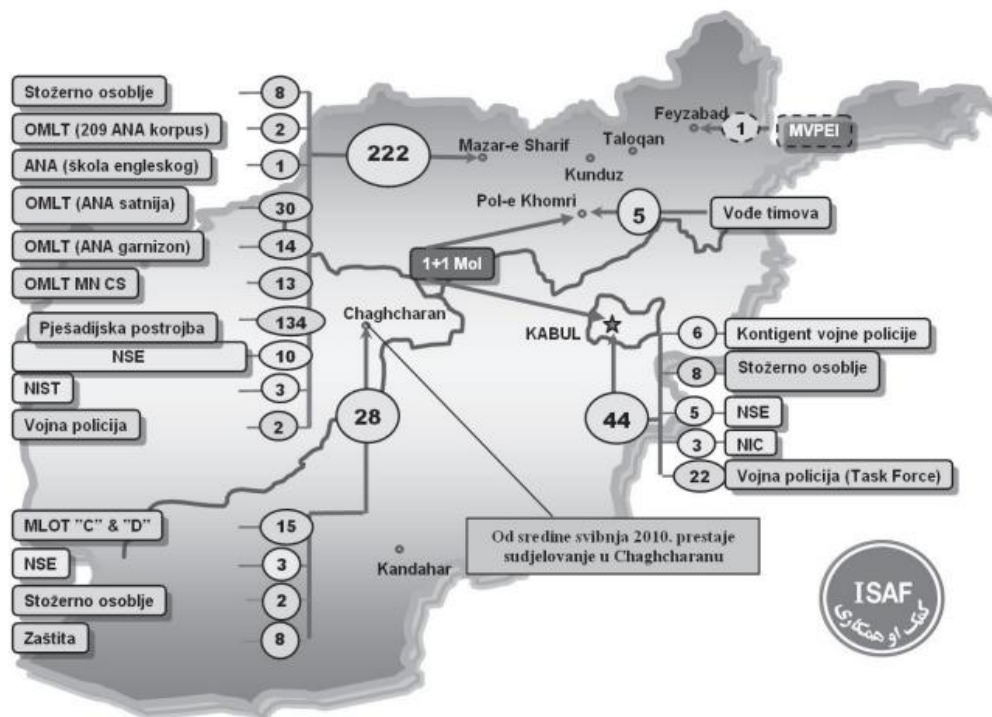 Stožerno osoblje
8
OMLT (209 ANA korpus)
2
ANA (škola engleskog)
1
OMLT (ANA satnija)
30
OMLT (ANA garnizon)
14
OMLT MN CS
13
Pješadijska postrojba
134
NSE
10
NIST
3
Vojna policija
2
222
Mazar-e Sharif
Kunduz
Taloqan
Feyzabad
1
MVPEI
Pol-e Khomri
5
Vođe timova
1+1 Mol
Chaghcharan
28
KABUL
44
6
Kontigent vojne policije
8
Stožerno osoblje
5
NSE
3
NIC
22
Vojna policija (Task Force)
MLOT "C" & "D"
15
NSE
3
Stožerno osoblje
2
Zaštita
8
Kandahar
Od sredine svibnja 2010. prestaje
sudjelovanje u Chaghcharanu
ISAF
کمک او همکاری